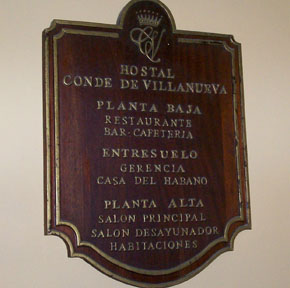 CV
HOSTAL
CONDE DE VILLANUEVA
PLANTA BAJA
RESTAURANTE
BAR-CAFETERIA
ENTRESUELO
GERENCIA
CASA DEL HABANO
PLANTA ALTA
SALON PRINCIPAL
SALON DESAYUNADOR
HABITACIONES